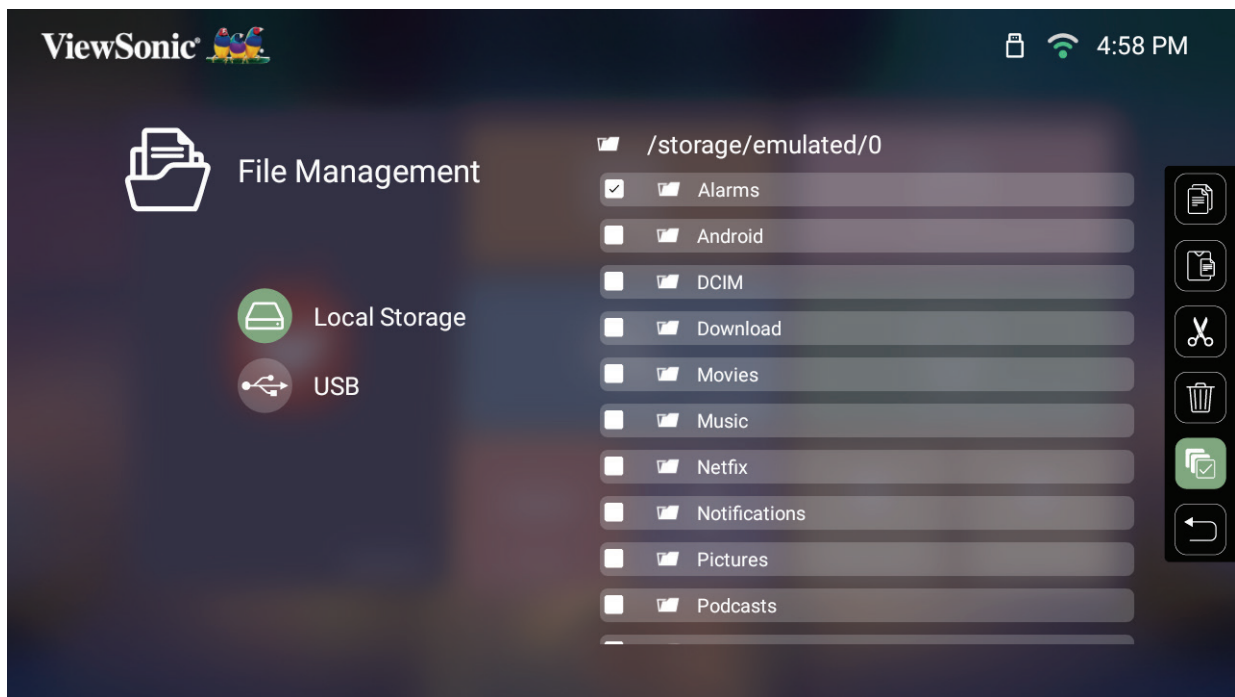 ViewSonic®
4:58 PM
File Management
Local Storage
USB
/storage/emulated/0
Alarms
Android
DCIM
Download
Movies
Music
Netfix
Notifications
Pictures
Podcasts